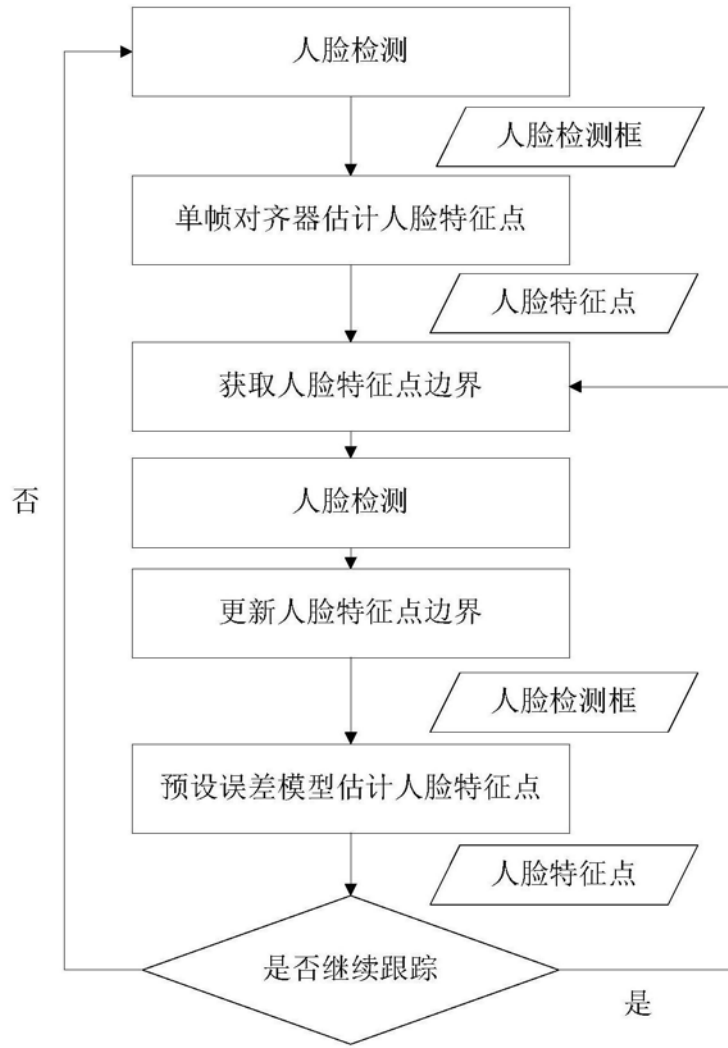 人脸检测
人脸检测框
单帧对齐器估计人脸特征点
人脸特征点
获取人脸特征点边界
否
人脸检测
更新人脸特征点边界
人脸检测框
预设误差模型估计人脸特征点
人脸特征点
是否继续跟踪
是